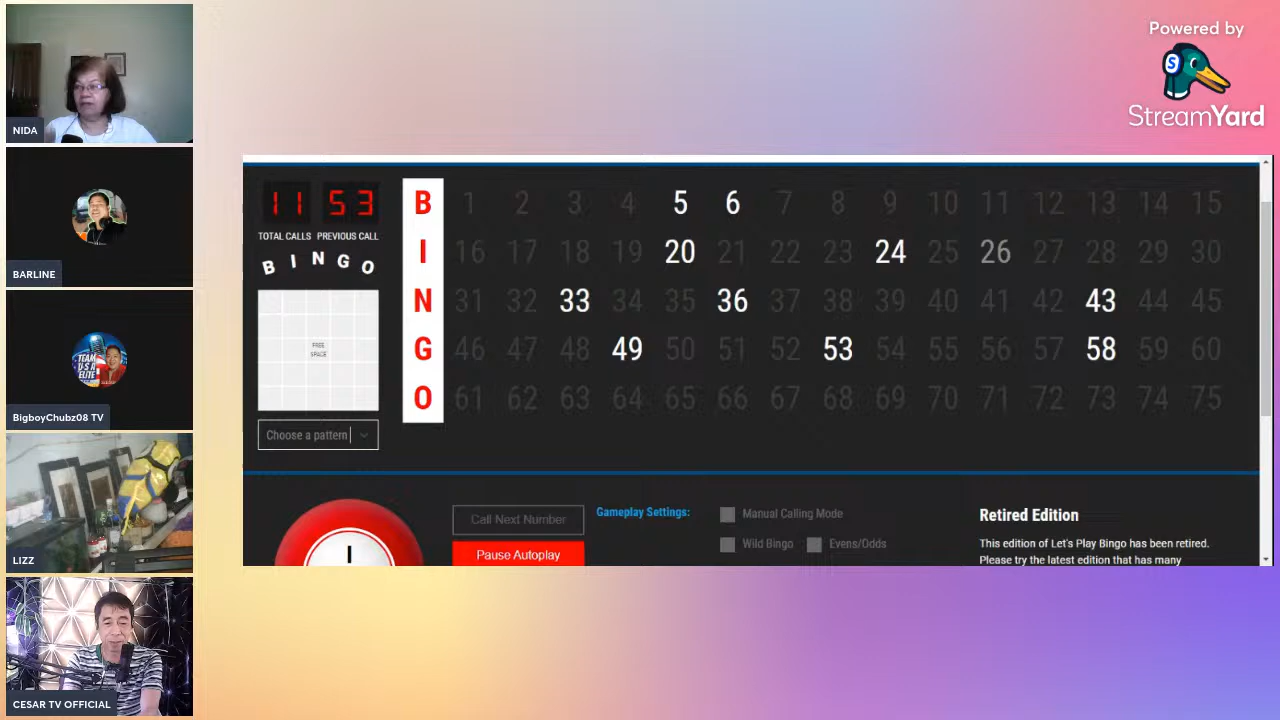 NIDA
BARLINE
TEAM
U-S-A
ELITE
BigboyChubz08 TV
LIZZ
CESAR TV OFFICIAL
Powered by
S
StreamYard
11 53
TOTAL CALLS PREVIOUS CALL
B I N G O
FREE
SPACE
Choose a pattern
B 1 2 3 4 5 6 7 8 9 10 11 12 13 14 15
I 16 17 18 19 20 21 22 23 24 25 26 27 28 29 30
N 31 32 33 34 35 36 37 38 39 40 41 42 43 44 45
G 46 47 48 49 50 51 52 53 54 55 56 57 58 59 60
O 61 62 63 64 65 66 67 68 69 70 71 72 73 74 75
I
Call Next Number
Pause Autoplay
Gameplay Settings:
Manual Calling Mode
Wild Bingo Evens/Odds
Retired Edition
This edition of Let's Play Bingo has been retired.
Please try the latest edition that has many